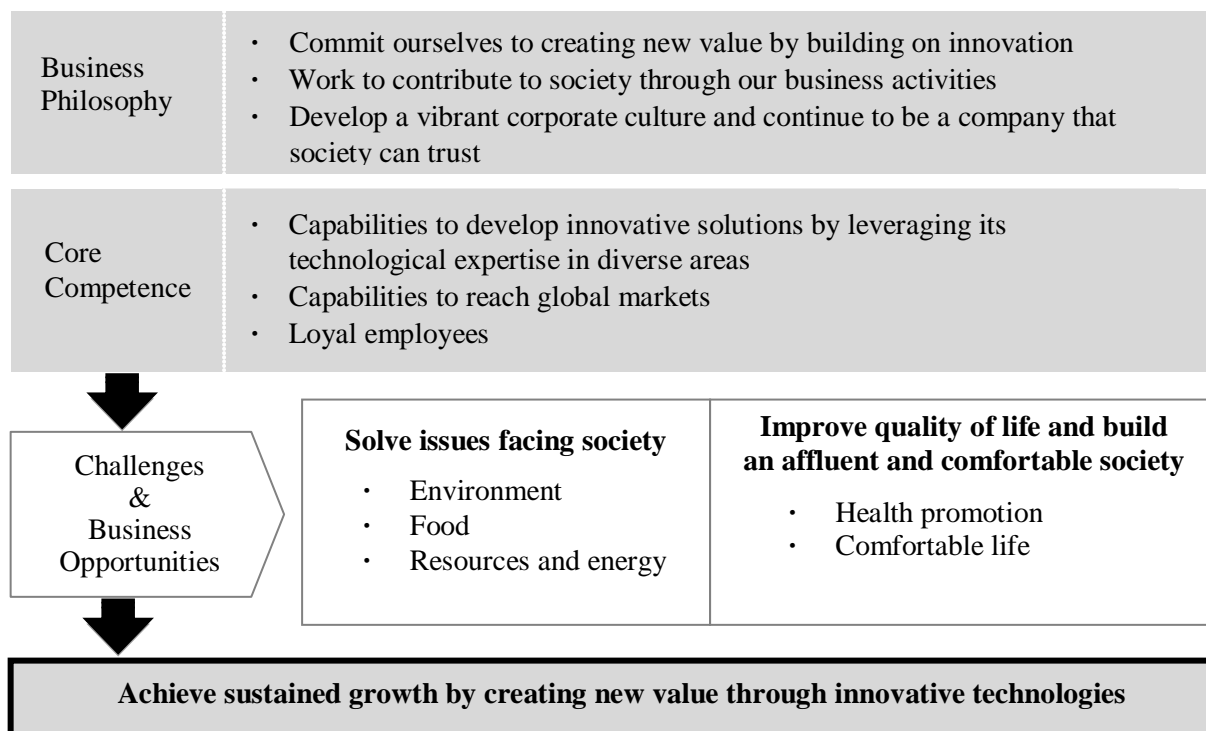 Business
Philosophy
・ Commit ourselves to creating new value by building on innovation
・ Work to contribute to society through our business activities
・ Develop a vibrant corporate culture and continue to be a company that
society can trust
Core
Competence
・ Capabilities to develop innovative solutions by leveraging its
technological expertise in diverse areas
・ Capabilities to reach global markets
・ Loyal employees
Challenges
&
Business
Opportunities
Solve issues facing society
・ Environment
・ Food
・ Resources and energy
Improve quality of life and build
an affluent and comfortable society
・ Health promotion
・ Comfortable life
Achieve sustained growth by creating new value through innovative technologies